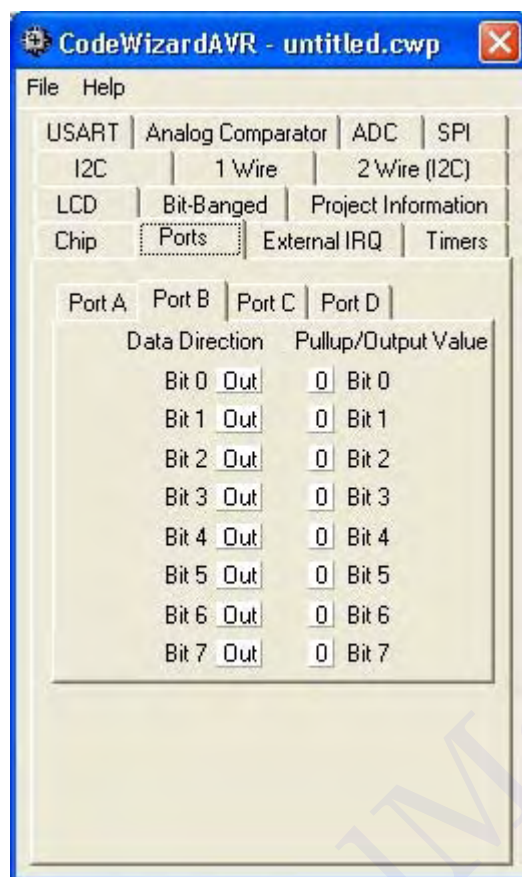 CodeWizardAVR - untitled.cwp
File Help
USART Analog Comparator ADC SPI
I2C 1 Wire 2 Wire (I2C)
LCD Bit-Banged Project Information
Chip Ports External IRQ Timers
Port A Port B Port C Port D
Data Direction Pullup/Output Value
Bit 0 Out 0 Bit 0
Bit 1 Out 0 Bit 1
Bit 2 Out 0 Bit 2
Bit 3 Out 0 Bit 3
Bit 4 Out 0 Bit 4
Bit 5 Out 0 Bit 5
Bit 6 Out 0 Bit 6
Bit 7 Out 0 Bit 7